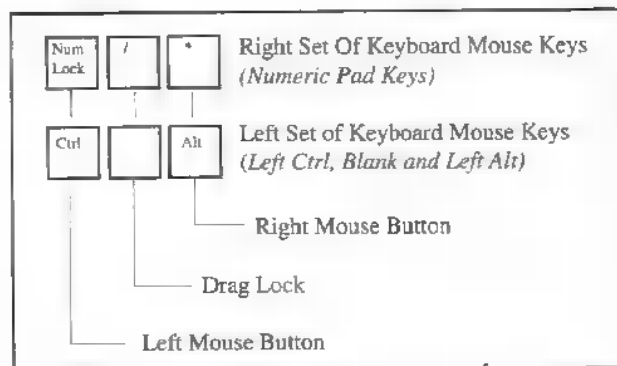 Num Lock / * Right Set Of Keyboard Mouse Keys
(Numeric Pad Keys)
Ctrl Alt Left Set of Keyboard Mouse Keys
(Left Ctrl, Blank and Left Alt)
Right Mouse Button
Drag Lock
Left Mouse Button